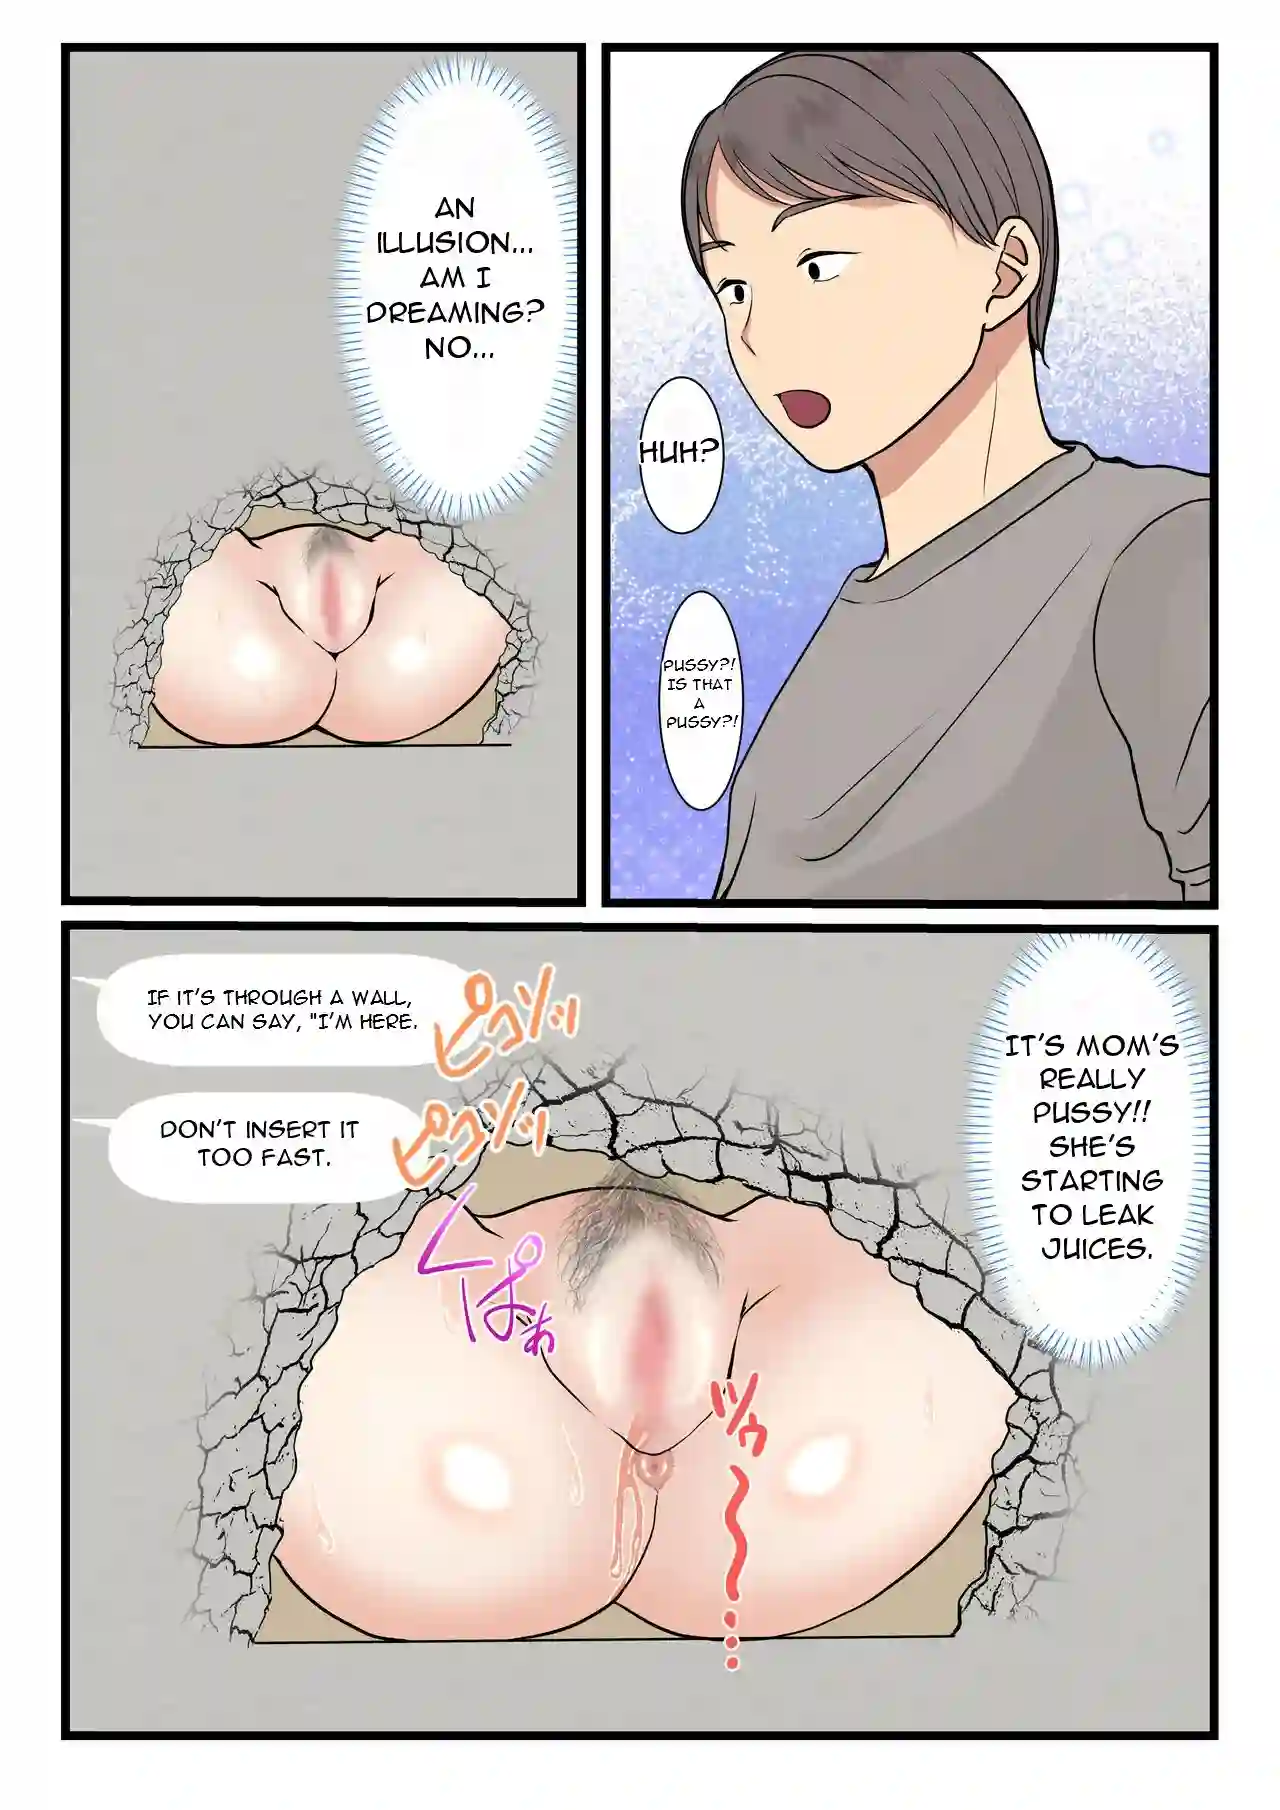 HUH?
PUSSY?!
IS THAT
A
PUSSY?!
AN
ILLUSION...
AM I
DREAMING?
NO...
IT'S MOM'S
REALLY
PUSSY!!
SHE'S
STARTING
TO LEAK
JUICES.
IF IT'S THROUGH A WALL,
YOU CAN SAY, "I'M HERE.
DON'T INSERT IT
TOO FAST.
ピコッッ
ピコッッ
くぱぁ
ツゥ〜…